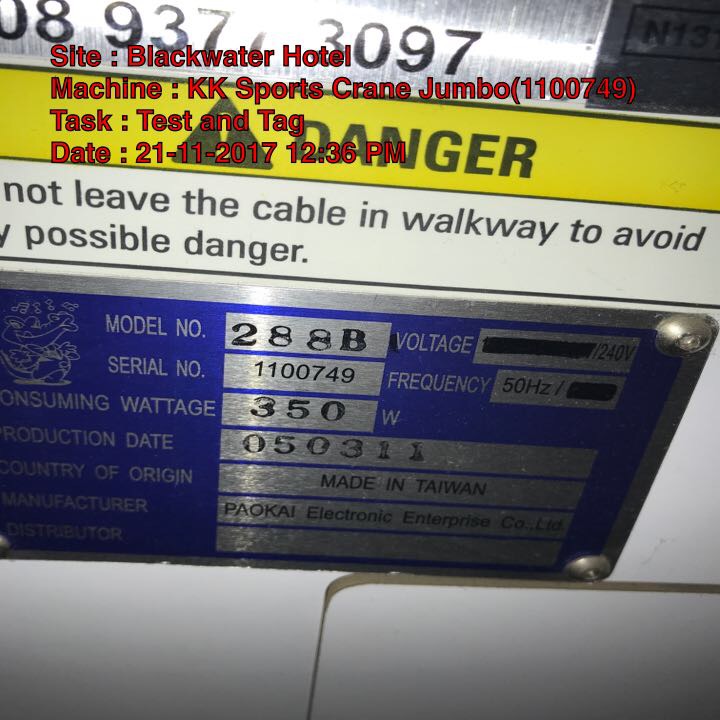 08 9377 3097
N13
Site : Blackwater Hotel
Machine : KK Sports Crane Jumbo(1100749)
Task : Test and Tag
Date : 21-11-2017 12:36 PM
DANGER
not leave the cable in walkway to avoid
y possible danger.
MODEL NO. 288B VOLTAGE /240V
SERIAL NO. 1100749 FREQUENCY 50Hz /
ONSUMING WATTAGE 350 W
PRODUCTION DATE 050311
COUNTRY OF ORIGIN MADE IN TAIWAN
MANUFACTURER PAOKAI Electronic Enterprise Co.,Ltd.
DISTRIBUTOR